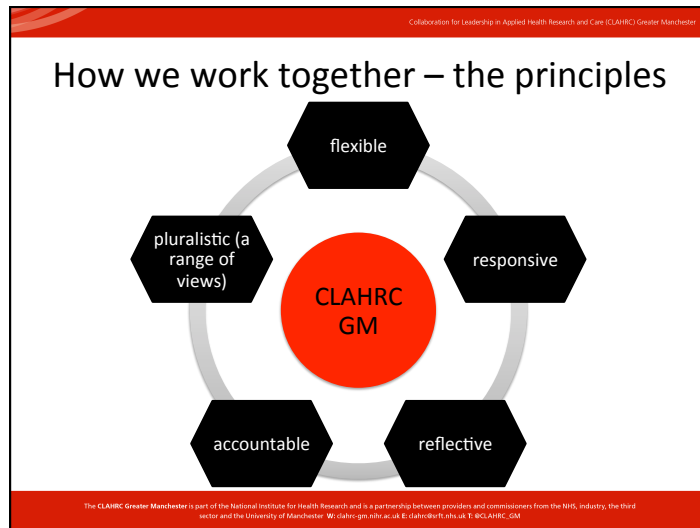 Collaboration for Leadership in Applied Health Research and Care (CLAHRC) Greater Manchester
How we work together – the principles
flexible
responsive
reflective
accountable
pluralistic (a
range of
views)
CLAHRC
GM
The CLAHRC Greater Manchester is part of the National Institute for Health Research and is a partnership between providers and commissioners from the NHS, industry, the third
sector and the University of Manchester W: clahrc-gm.nihr.ac.uk E: clahrc@srft.nhs.uk T: @CLAHRC_GM